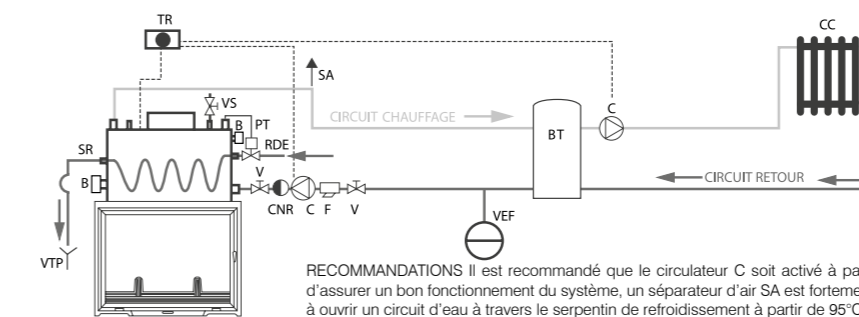 TR
CC
SA
VS
C
B
PT
CIRCUIT CHAUFFAGE
BT
SR
RDE
V
B
CIRCUIT RETOUR
CNR
C
F
V
VEF
VTP
RECOMMANDATIONS Il est recommandé que le circulateur C soit activé à pa
d'assurer un bon fonctionnement du système, un séparateur d'air SA est forteme
à ouvrir un circuit d'eau à travers le serpentin de refroidissement à partir de 95°C